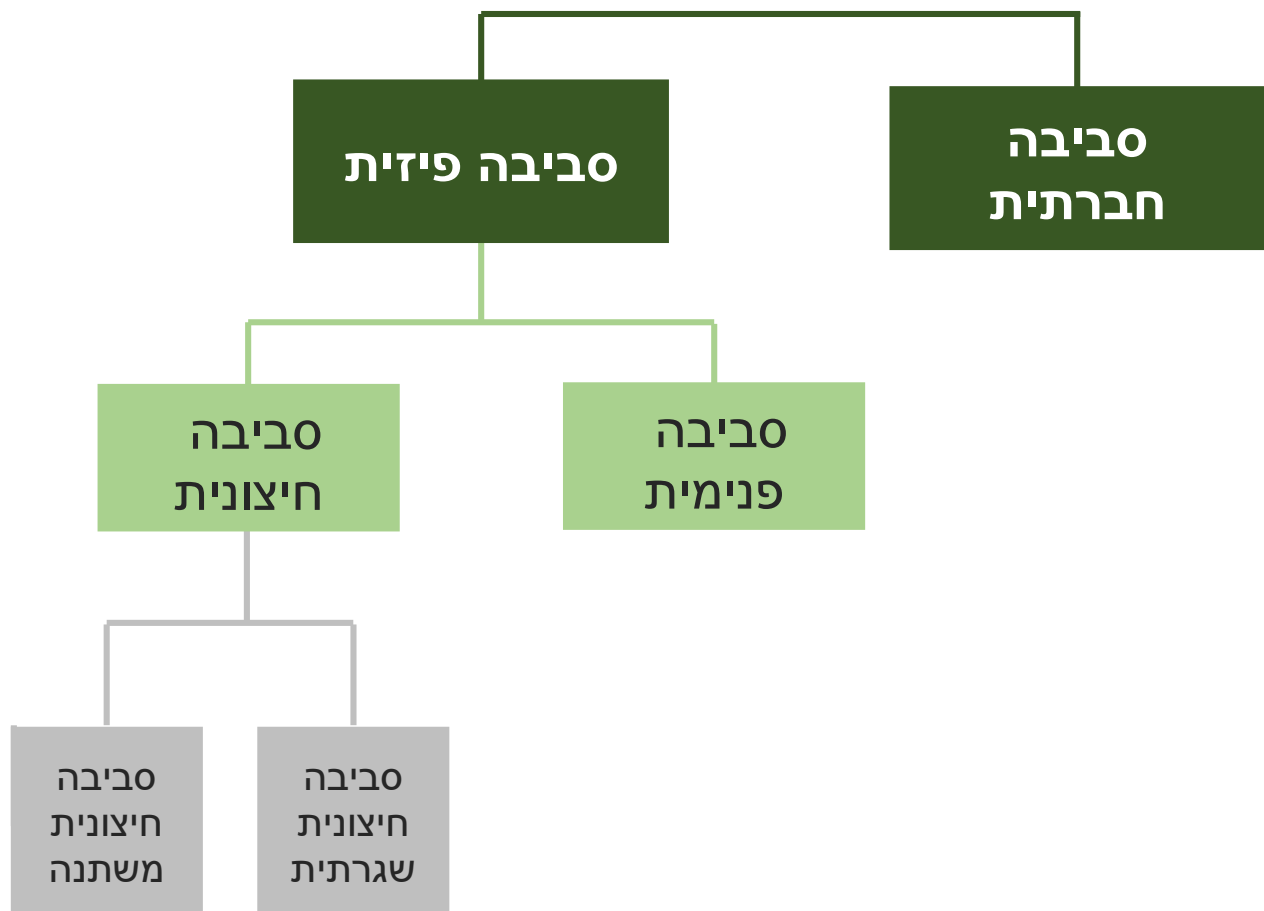 סביבה
חברתית
סביבה פיזית
סביבה
פנימית
סביבה
חיצונית
סביבה
חיצונית
שגרתית
סביבה
חיצונית
משתנה